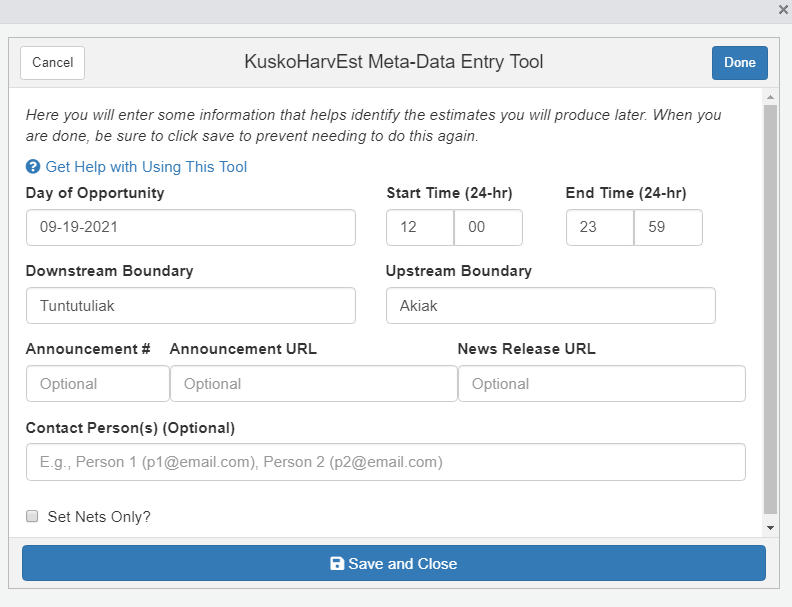 Cancel KuskoHarvEst Meta-Data Entry Tool Done
Here you will enter some information that helps identify the estimates you will produce later. When you
are done, be sure to click save to prevent needing to do this again.
Get Help with Using This Tool
Day of Opportunity Start Time (24-hr) End Time (24-hr)
09-19-2021 12 00 23 59
Downstream Boundary Upstream Boundary
Tuntutuliak Akiak
Announcement # Announcement URL News Release URL
Optional Optional Optional
Contact Person(s) (Optional)
E.g., Person 1 (p1@email.com), Person 2 (p2@email.com)
Set Nets Only?
Save and Close